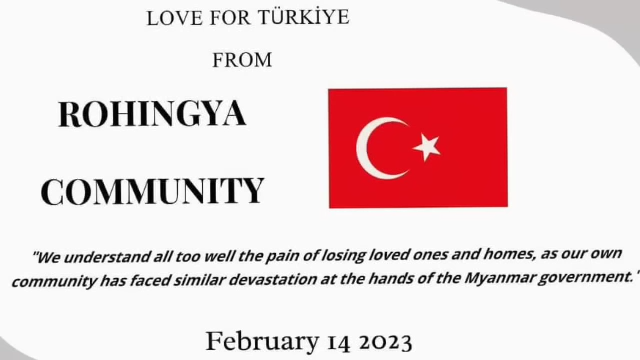 LOVE FOR TÜRKİYE
FROM
ROHINGYA
COMMUNITY
"We understand all too well the pain of losing loved ones and homes, as our own
community has faced similar devastation at the hands of the Myanmar government."
February 14 2023